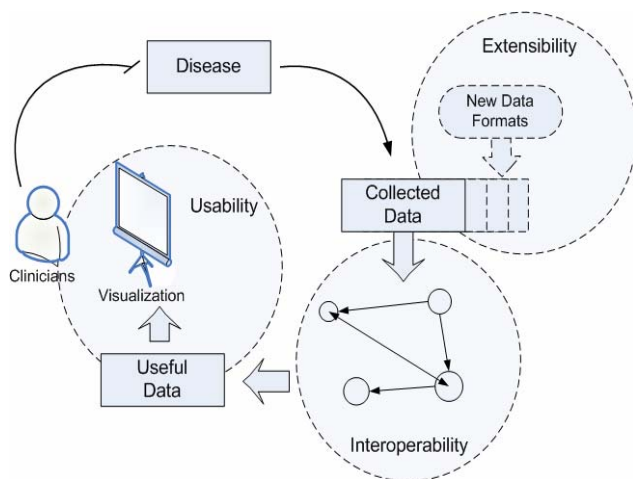 Extensibility
Disease
New Data
Formats
Collected
Data
Usability
Clinicians
Visualization
Useful
Data
Interoperability